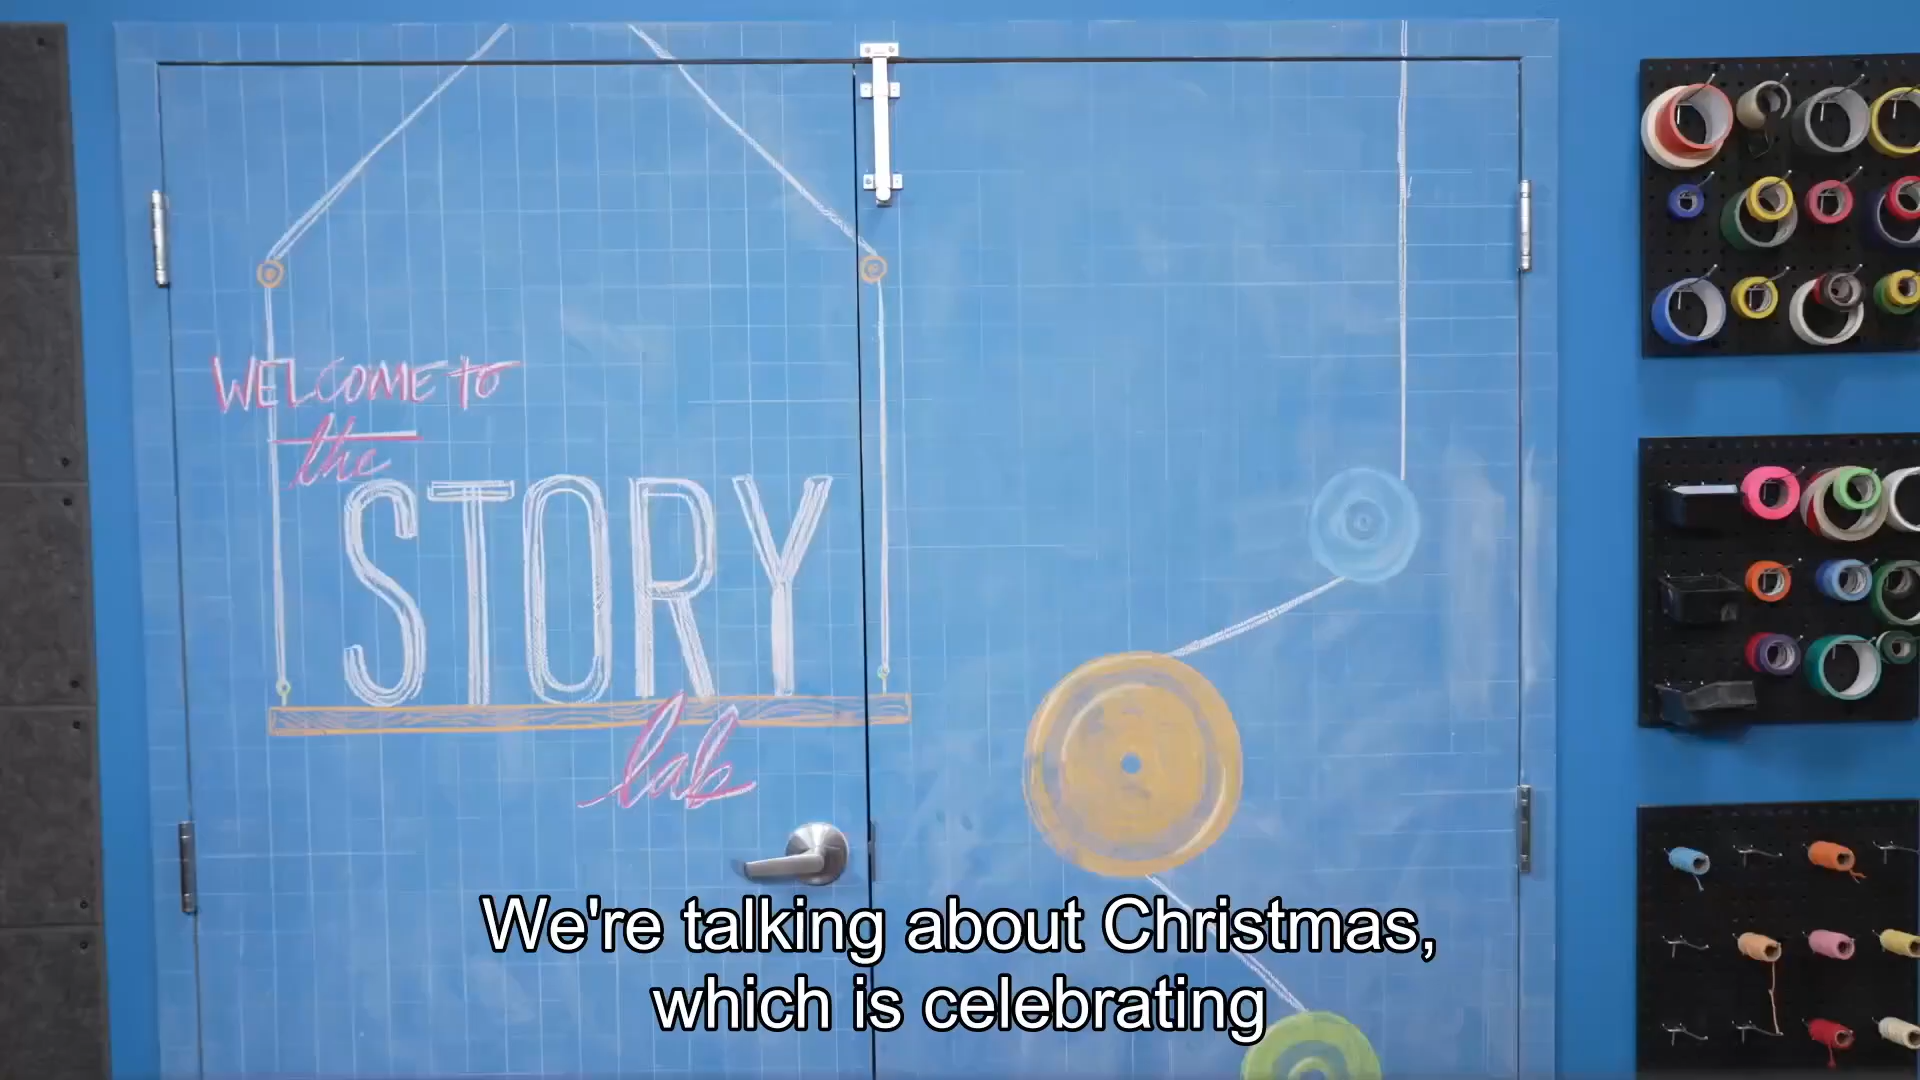 WELCOME to
the
STORY
lab
We're talking about Christmas,
which is celebrating